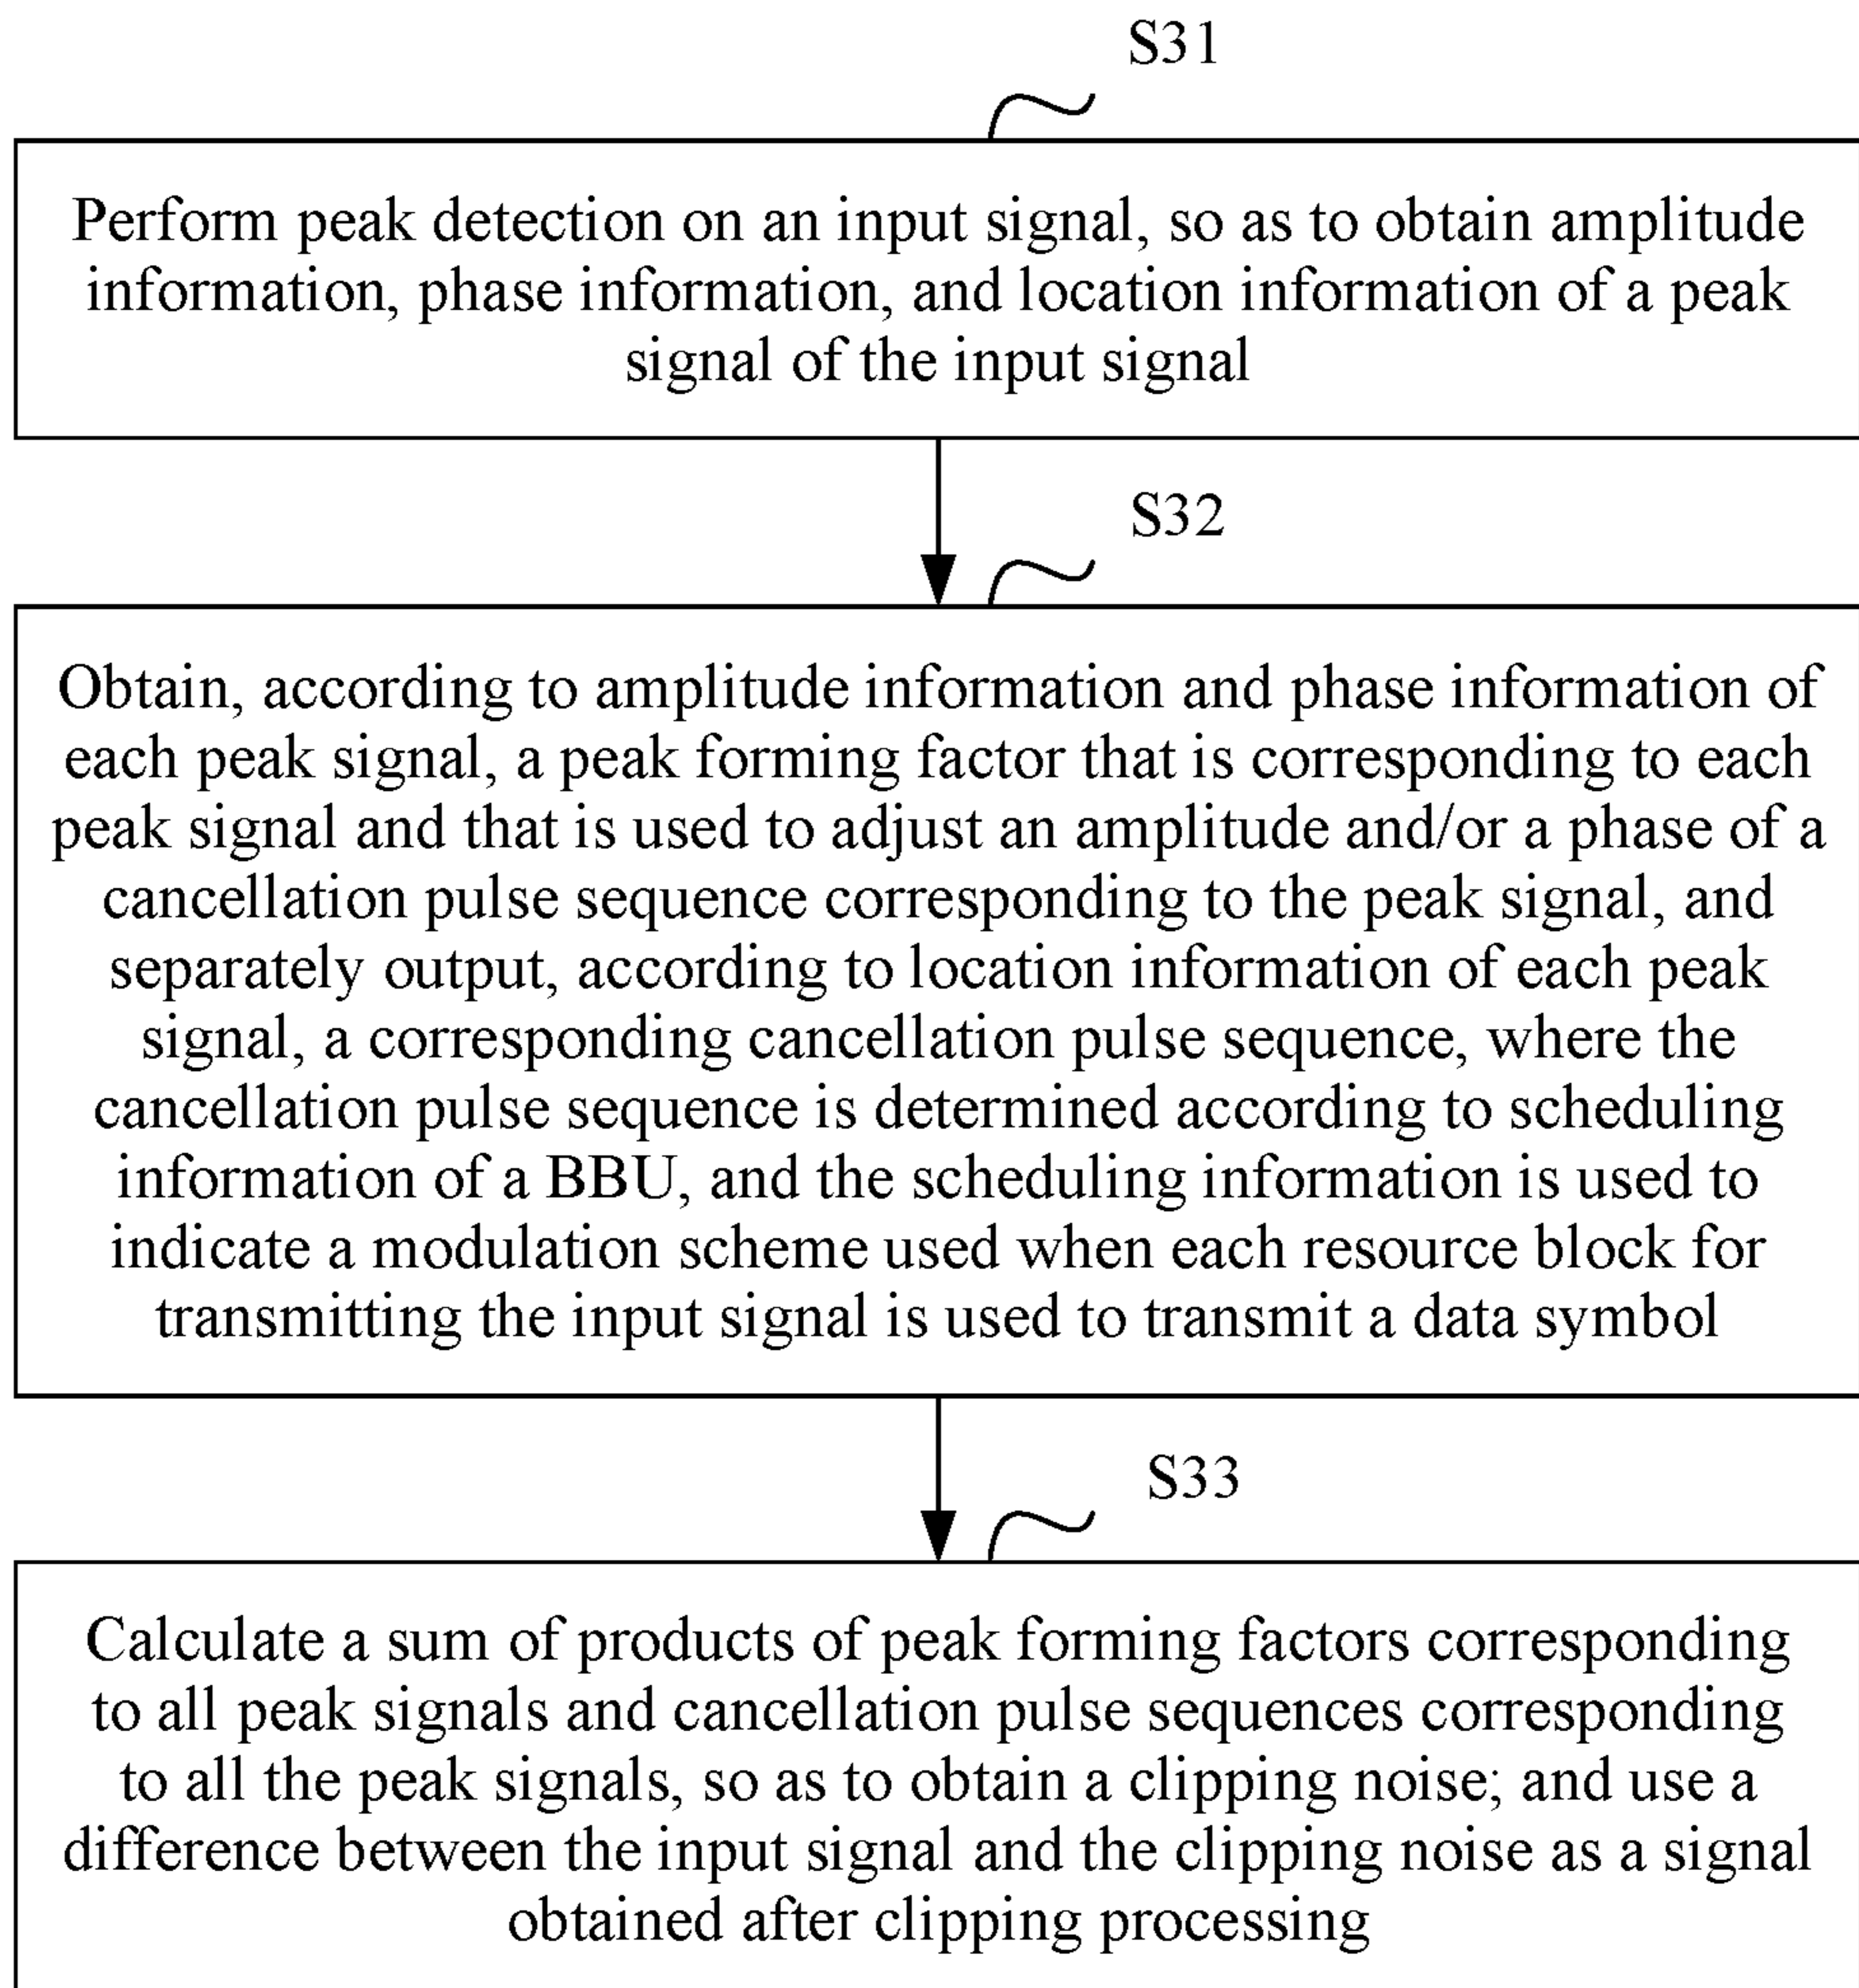 S31
Perform peak detection on an input signal, so as to obtain amplitude
information, phase information, and location information of a peak
signal of the input signal
S32
Obtain, according to amplitude information and phase information of
each peak signal, a peak forming factor that is corresponding to each
peak signal and that is used to adjust an amplitude and/or a phase of a
cancellation pulse sequence corresponding to the peak signal, and
separately output, according to location information of each peak
signal, a corresponding cancellation pulse sequence, where the
cancellation pulse sequence is determined according to scheduling
information of a BBU, and the scheduling information is used to
indicate a modulation scheme used when each resource block for
transmitting the input signal is used to transmit a data symbol
S33
Calculate a sum of products of peak forming factors corresponding
to all peak signals and cancellation pulse sequences corresponding
to all the peak signals, so as to obtain a clipping noise; and use a
difference between the input signal and the clipping noise as a signal
obtained after clipping processing